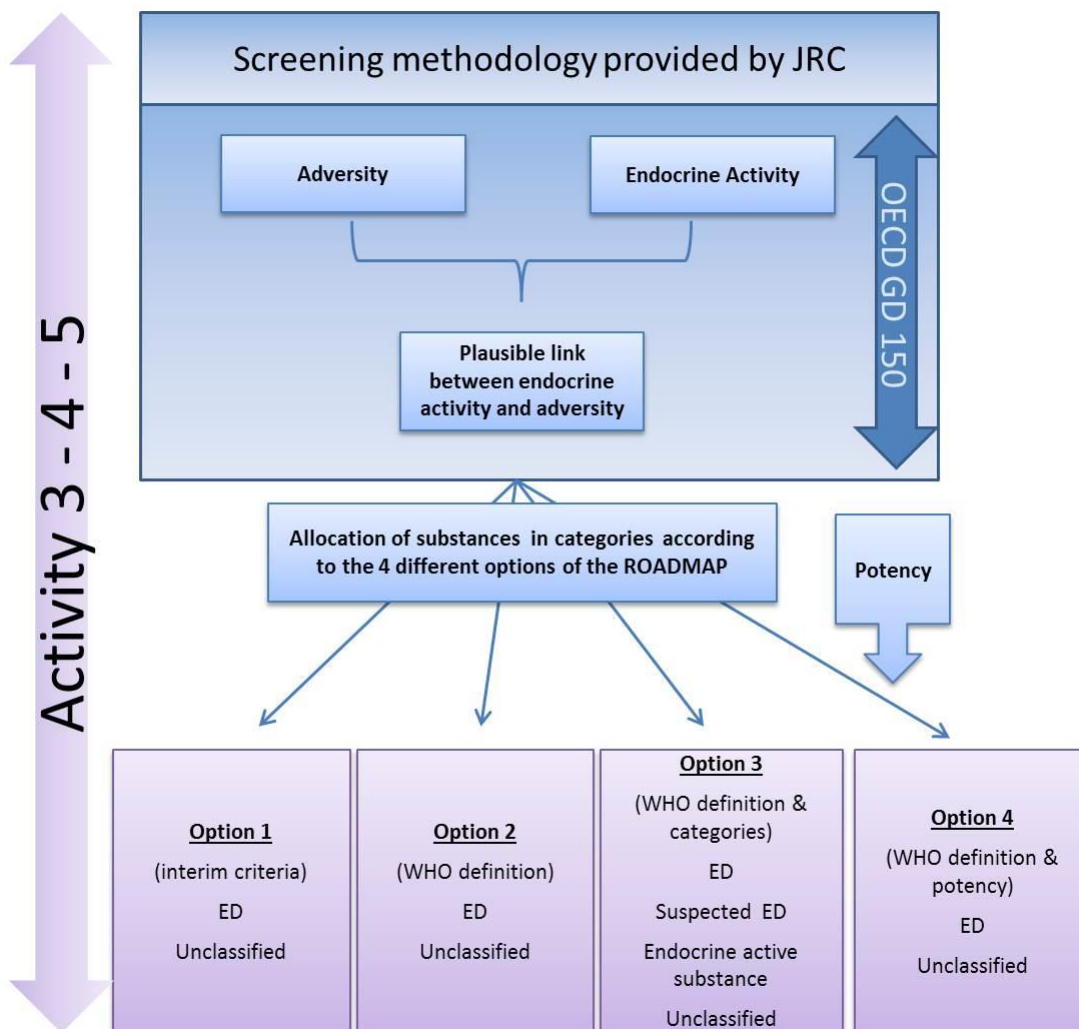 Activity 3 - 4 - 5
Screening methodology provided by JRC
Adversity
Endocrine Activity
OECD GD 150
Plausible link
between endocrine
activity and adversity
Allocation of substances in categories according
to the 4 different options of the ROADMAP
Potency
Option 1
(interim criteria)
ED
Unclassified
Option 2
(WHO definition)
ED
Unclassified
Option 3
(WHO definition &
categories)
ED
Suspected ED
Endocrine active
substance
Unclassified
Option 4
(WHO definition &
potency)
ED
Unclassified